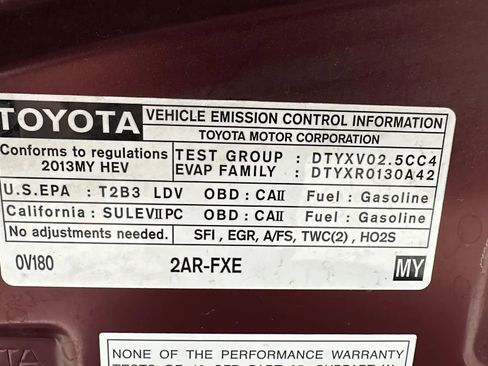 TOYOTA
VEHICLE EMISSION CONTROL INFORMATION
TOYOTA MOTOR CORPORATION
Conforms to regulations
2013MY HEV
TEST GROUP : DTYXV02.5CC4
EVAP FAMILY : DTYXR0130A42
U.S.EPA : T2B3 LDV OBD : CAII Fuel : Gasoline
California : SULEVII PC OBD : CAII Fuel : Gasoline
No adjustments needed. SFI , EGR, A/FS, TWC(2) , HO2S
0V180 2AR-FXE MY
NONE OF THE PERFORMANCE WARRANTY